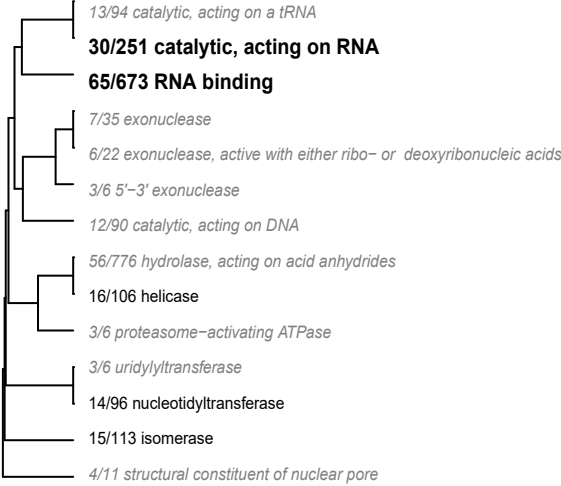 13/94 catalytic, acting on a tRNA
30/251 catalytic, acting on RNA
65/673 RNA binding
7/35 exonuclease
6/22 exonuclease, active with either ribo− or deoxyribonucleic acids
3/6 5'−3' exonuclease
12/90 catalytic, acting on DNA
56/776 hydrolase, acting on acid anhydrides
16/106 helicase
3/6 proteasome−activating ATPase
3/6 uridylyltransferase
14/96 nucleotidyltransferase
15/113 isomerase
4/11 structural constituent of nuclear pore